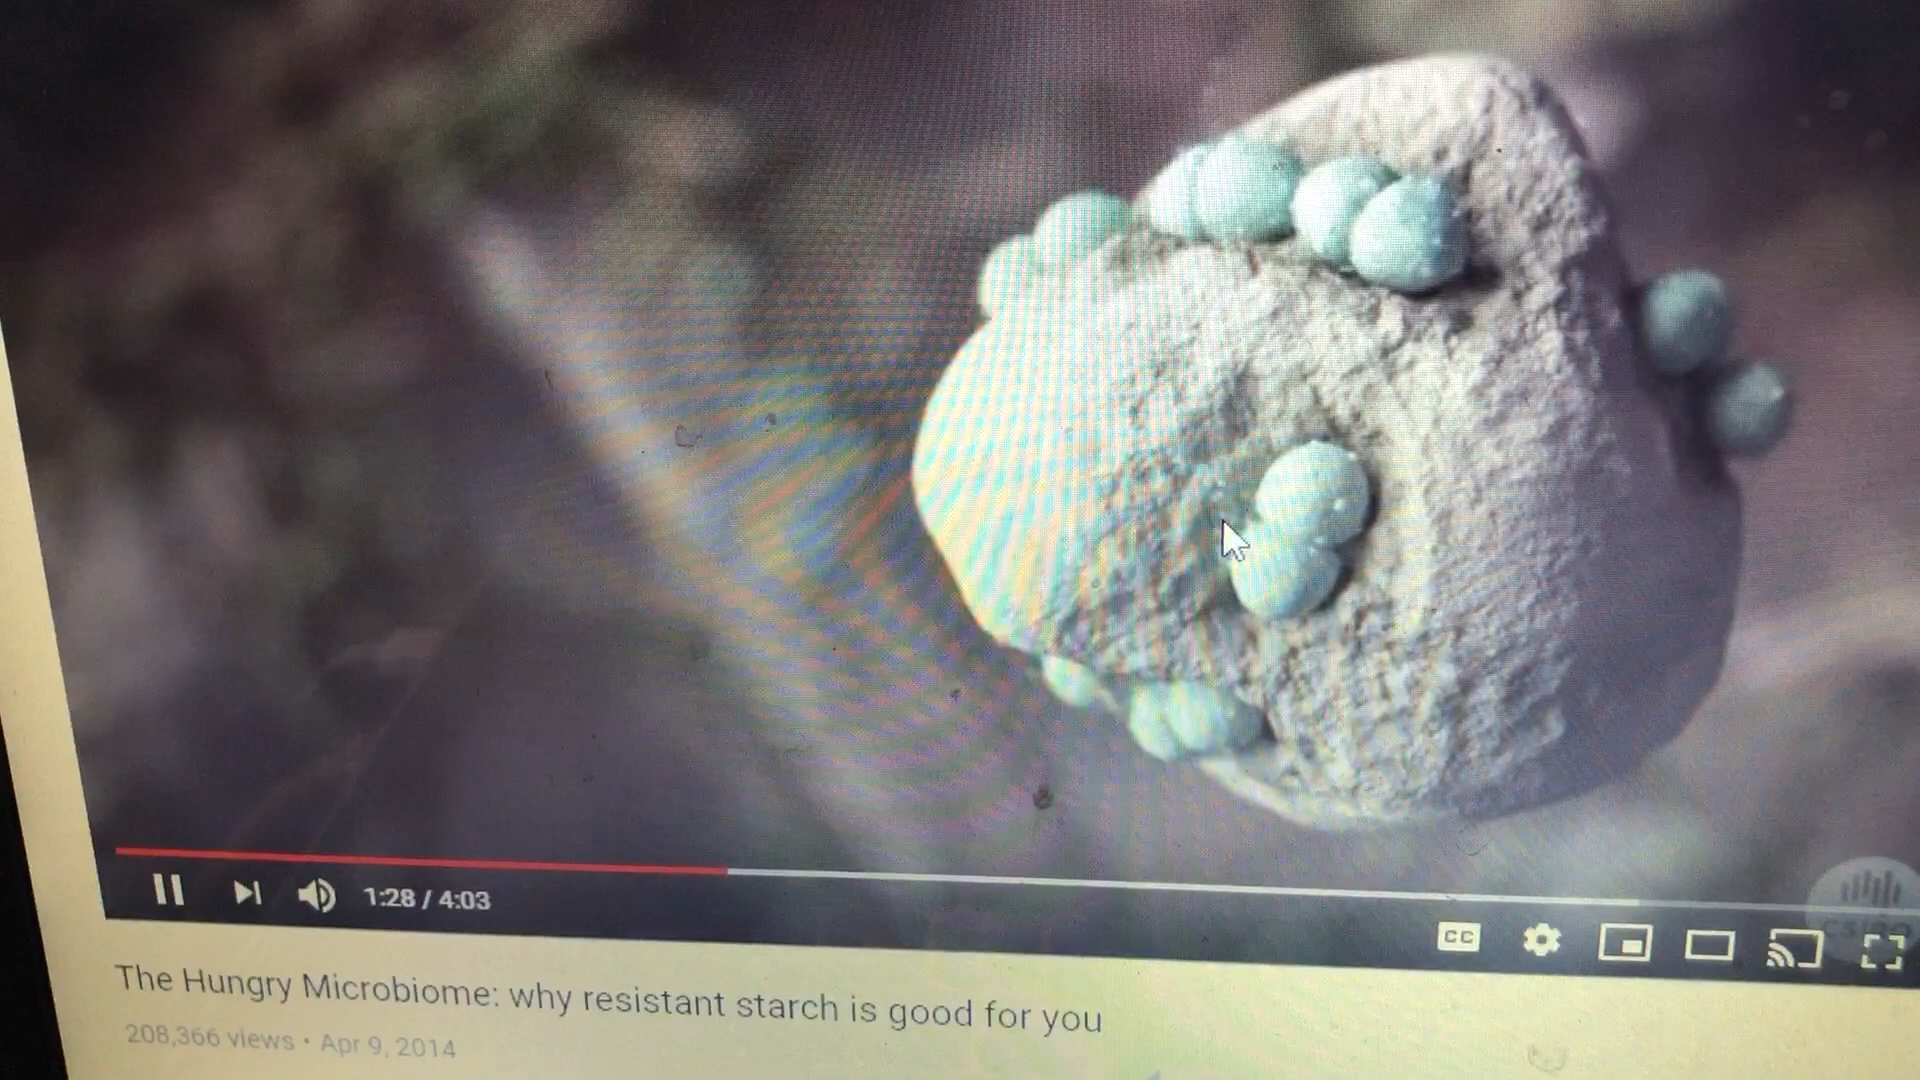 CSIRO
1:28 / 4:03
CC
The Hungry Microbiome: why resistant starch is good for you
208,366 views • Apr 9, 2014